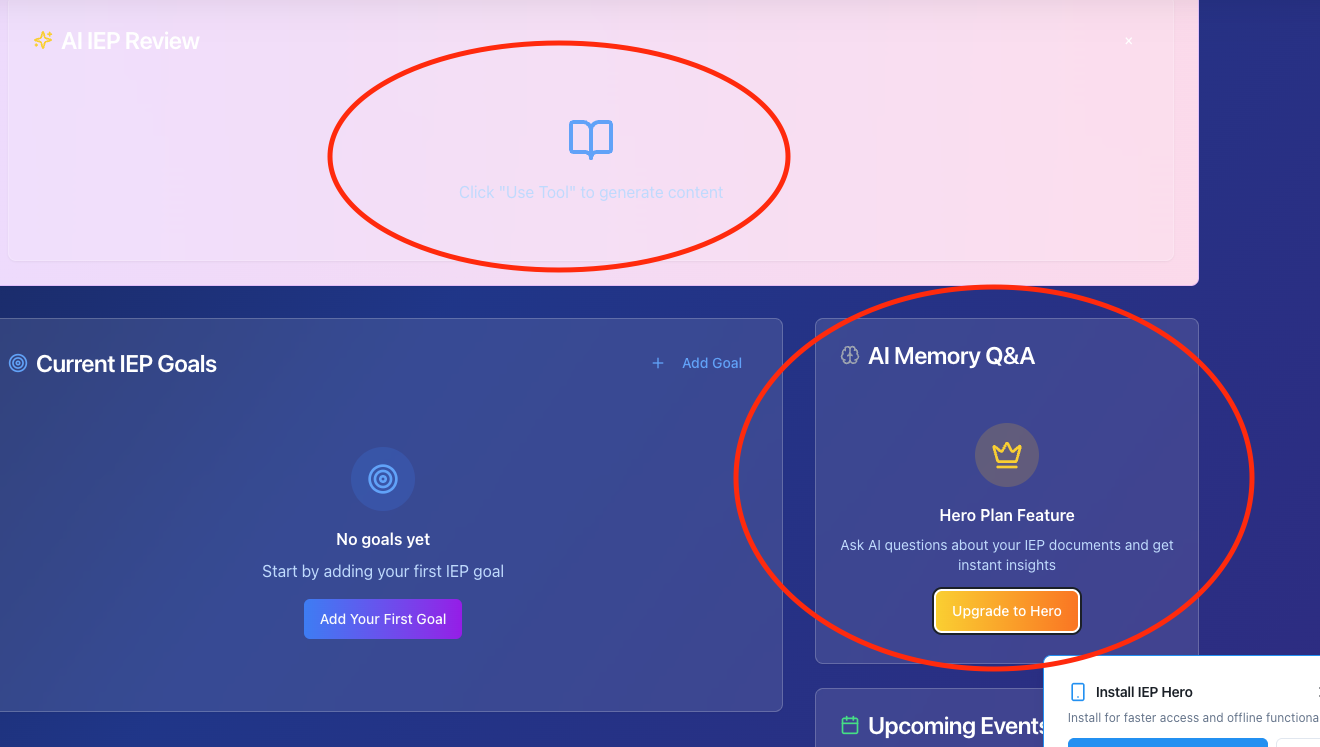 AI IEP Review
×
Click "Use Tool" to generate content
Current IEP Goals
+ Add Goal
No goals yet
Start by adding your first IEP goal
Add Your First Goal
AI Memory Q&A
Hero Plan Feature
Ask AI questions about your IEP documents and get
instant insights
Upgrade to Hero
Upcoming Events
Install IEP Hero
Install for faster access and offline